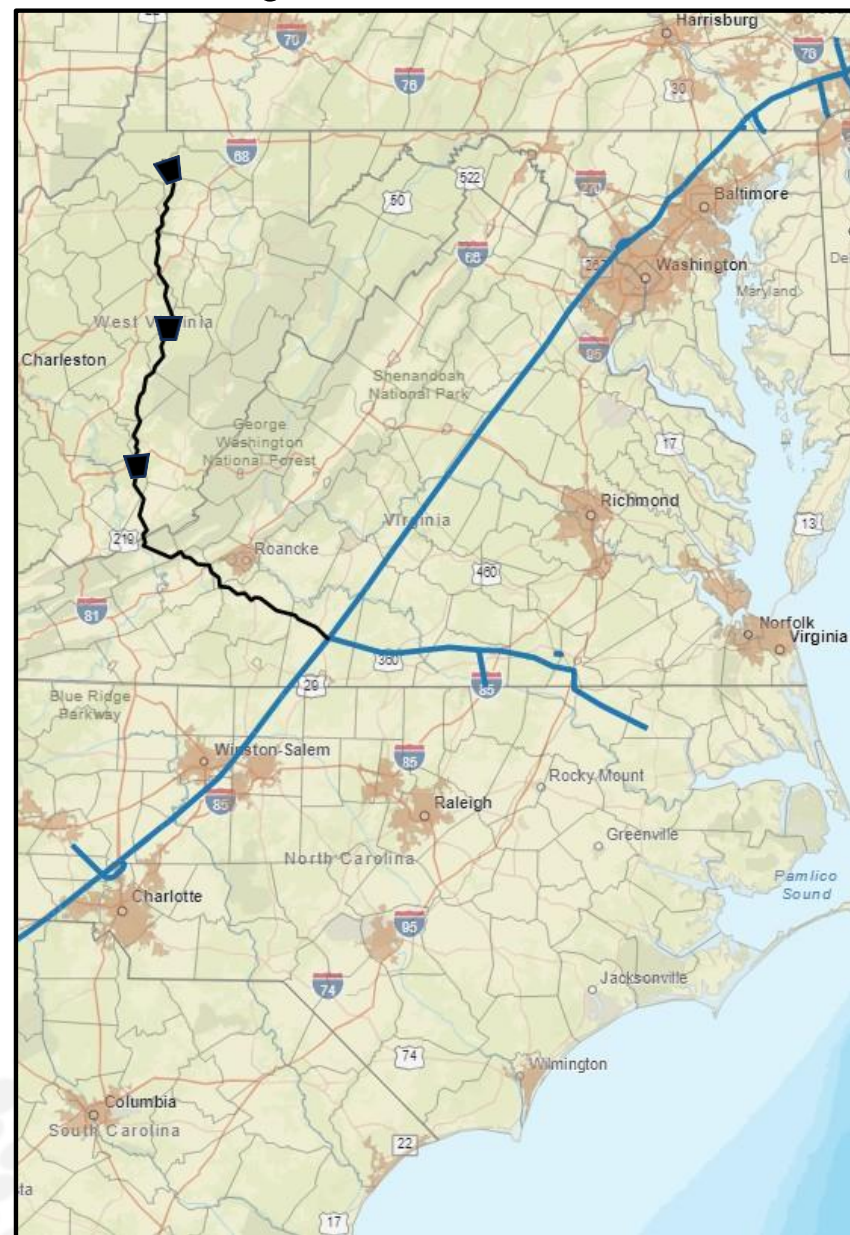 Harrisburg
70
76
78
30
68
522
50
270
Baltimore
68
267
Washington
Maryland
West Virginia
95
Charleston
Shenandoah
National Park
17
George
Washington
National Forest
Richmond
Virginia
13
219
Roancke
460
81
Norfolk
Virginia
360
29
85
Blue Ridge
Parkway
Winston-Salem
85
Rocky Mount
85
Raleigh
Greenville
North Carolina
Pamlico
Sound
Charlotte
95
Jacksonville
74
74
Wilmington
Columbia
South Carolina
22
17